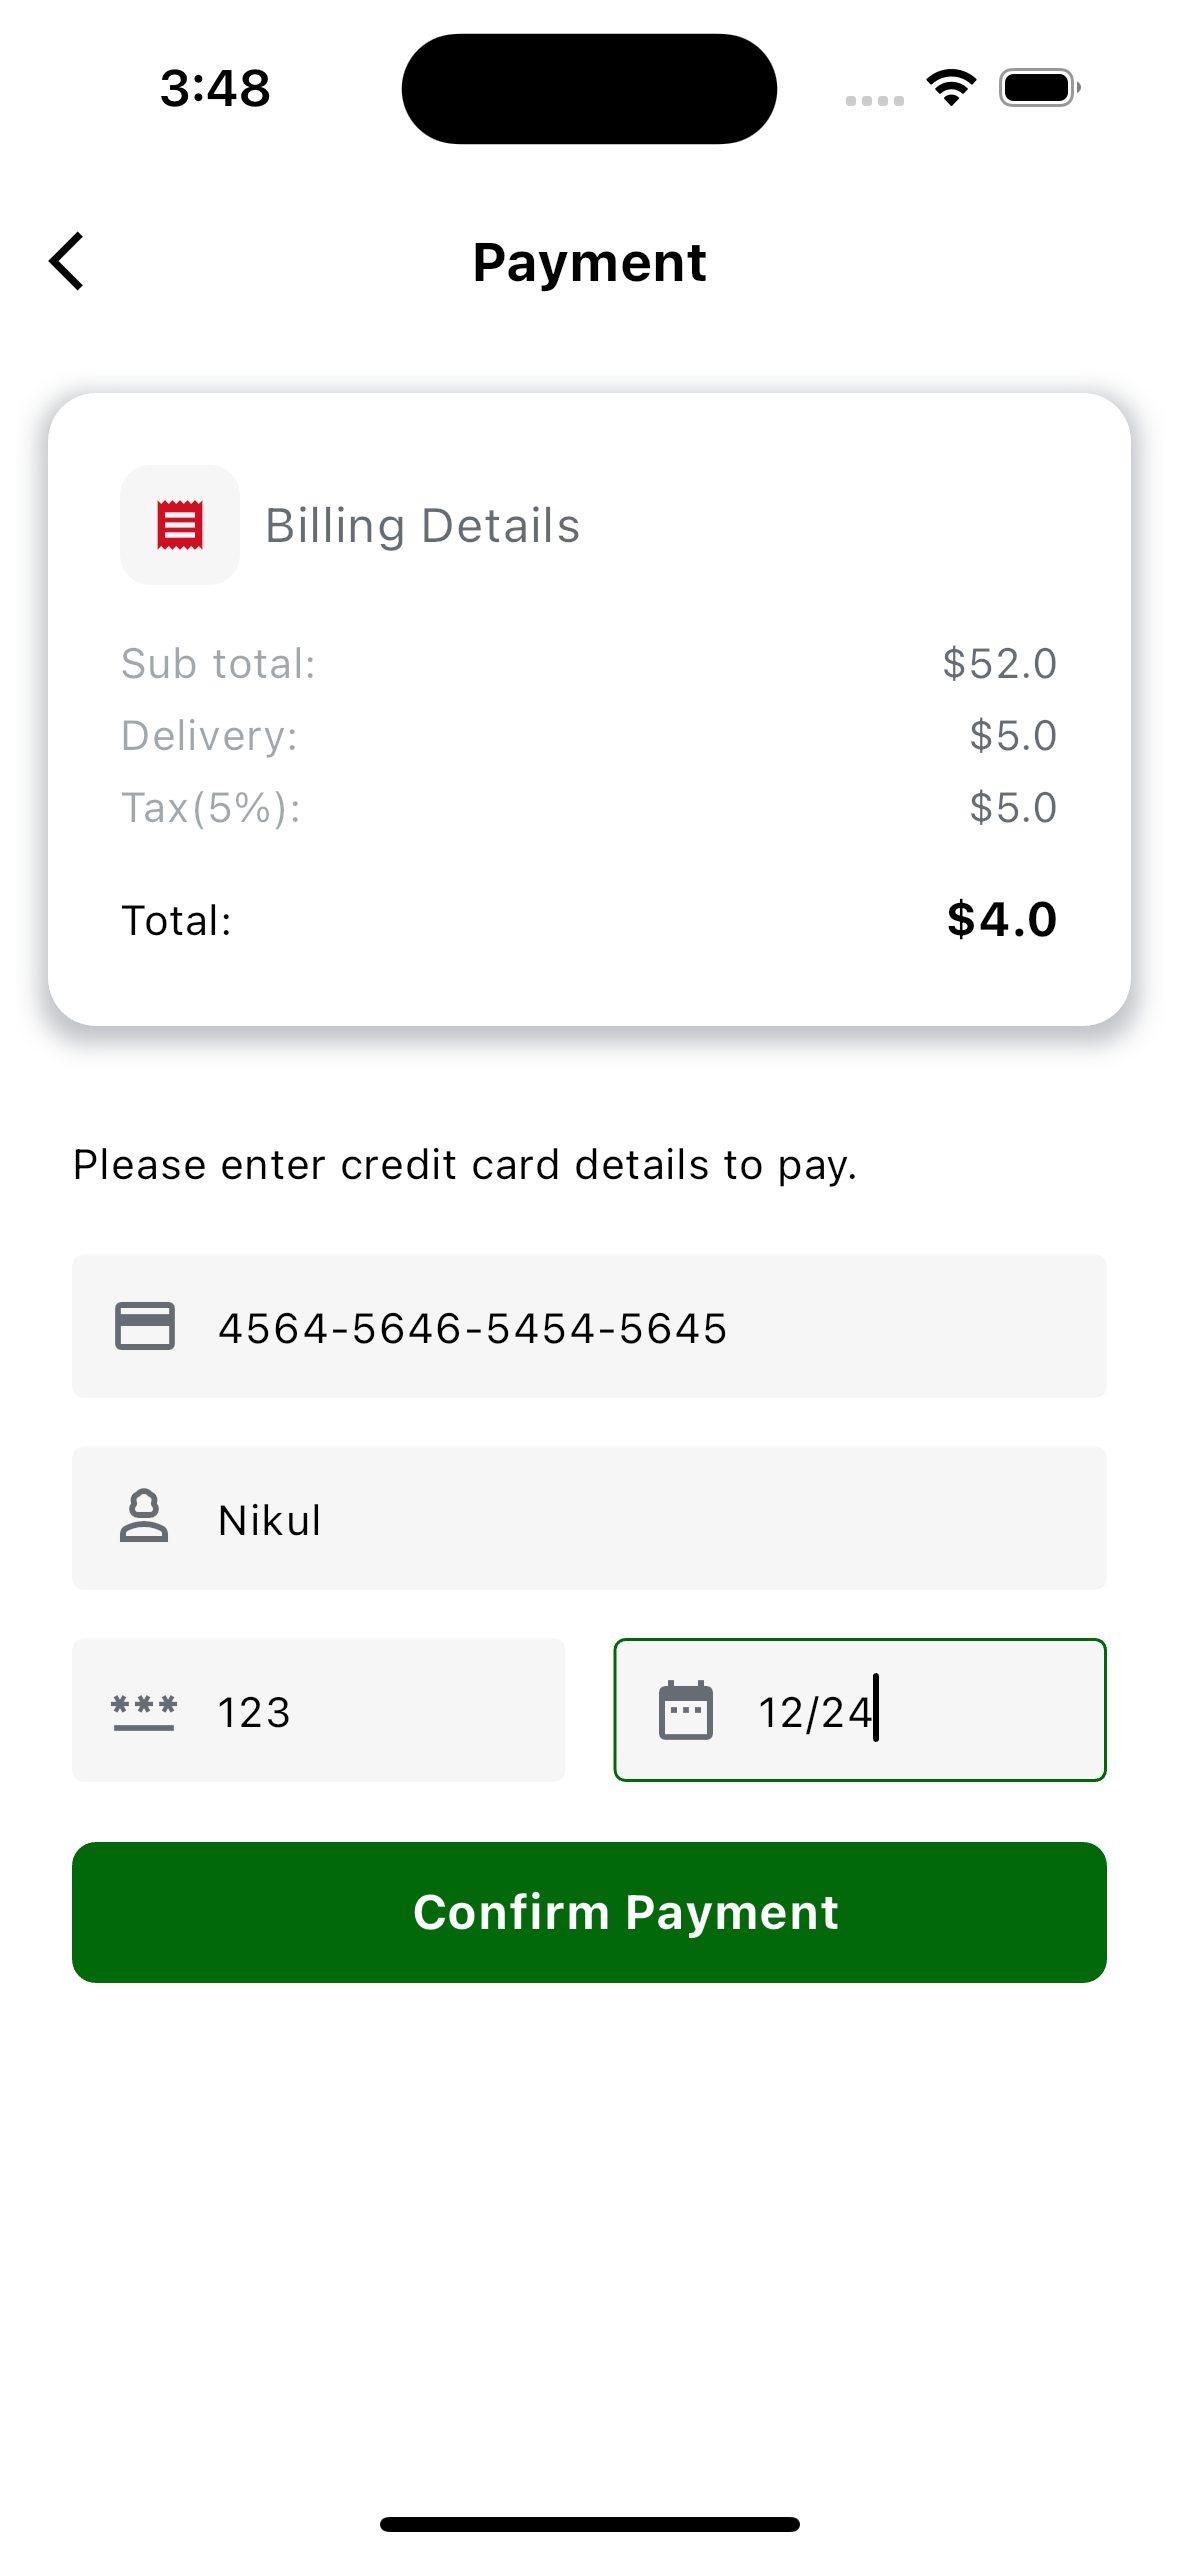 3:48
Payment
Billing Details
Sub total: $52.0
Delivery: $5.0
Tax(5%): $5.0
Total: $4.0
Please enter credit card details to pay.
4564-5646-5454-5645
Nikul
123 12/24
Confirm Payment